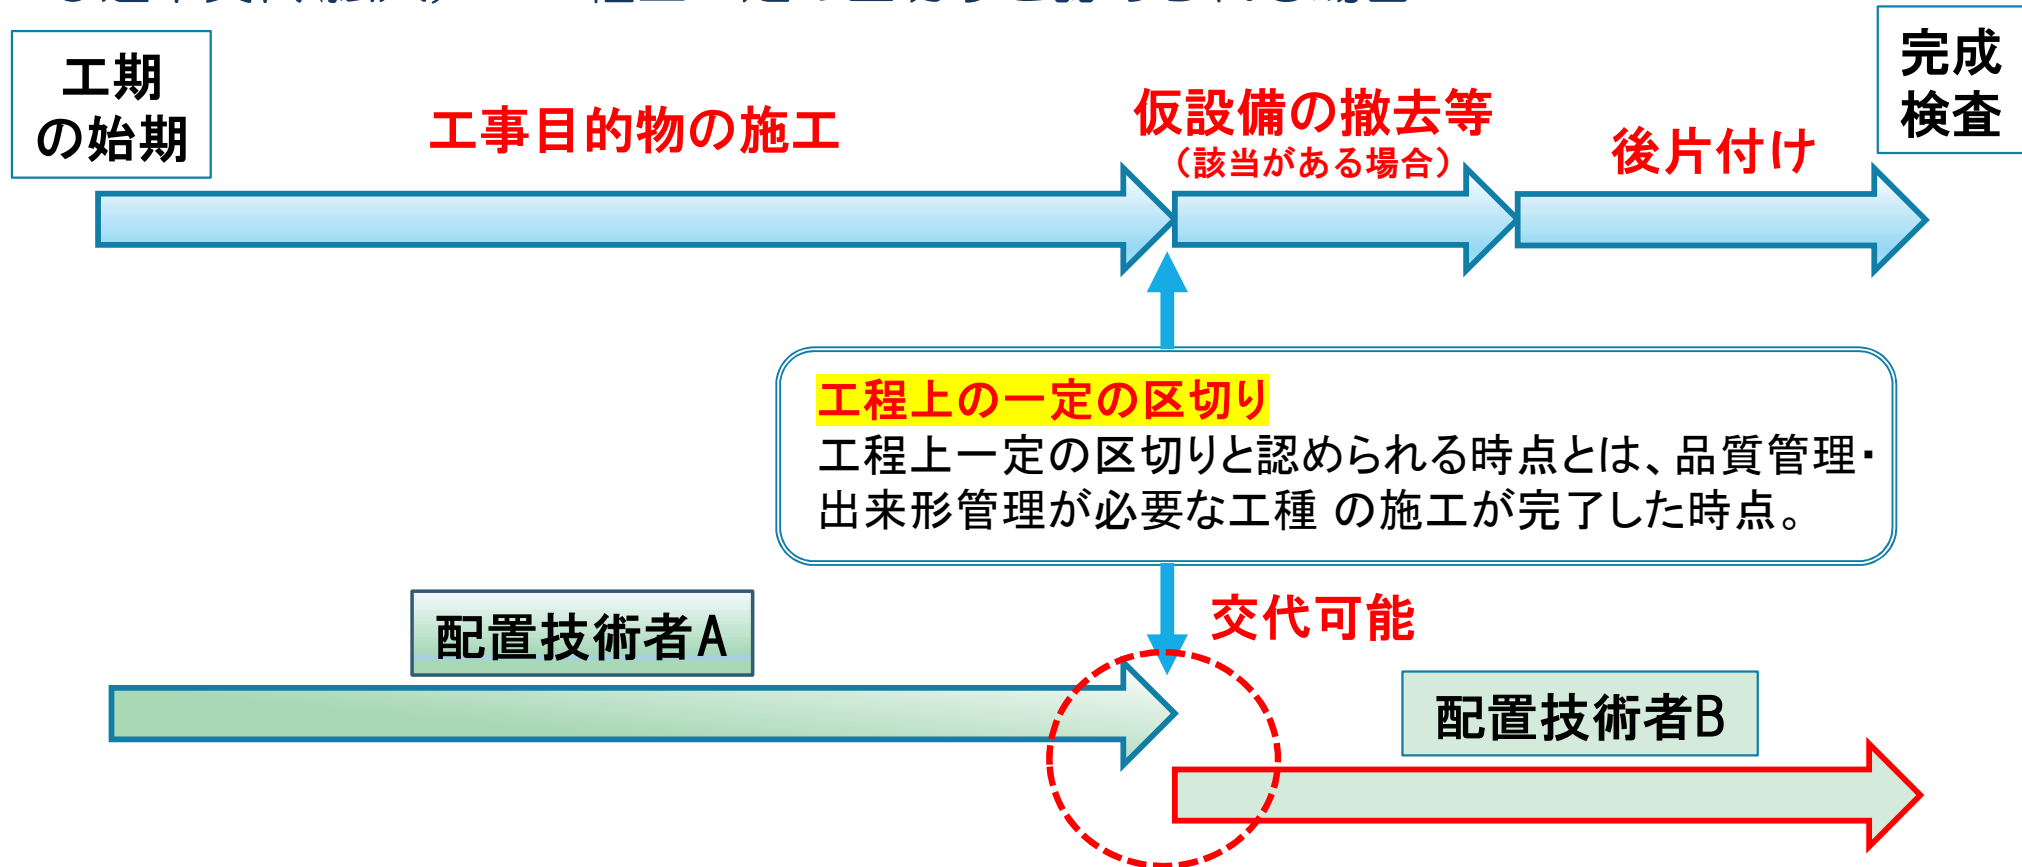 工期
の始期
工事目的物の施工
仮設備の撤去等
（該当がある場合）
後片付け
完成
検査
工程上の一定の区切り
工程上一定の区切りと認められる時点とは、品質管理・
出来形管理が必要な工種 の施工が完了した時点。
交代可能
配置技術者A
配置技術者B